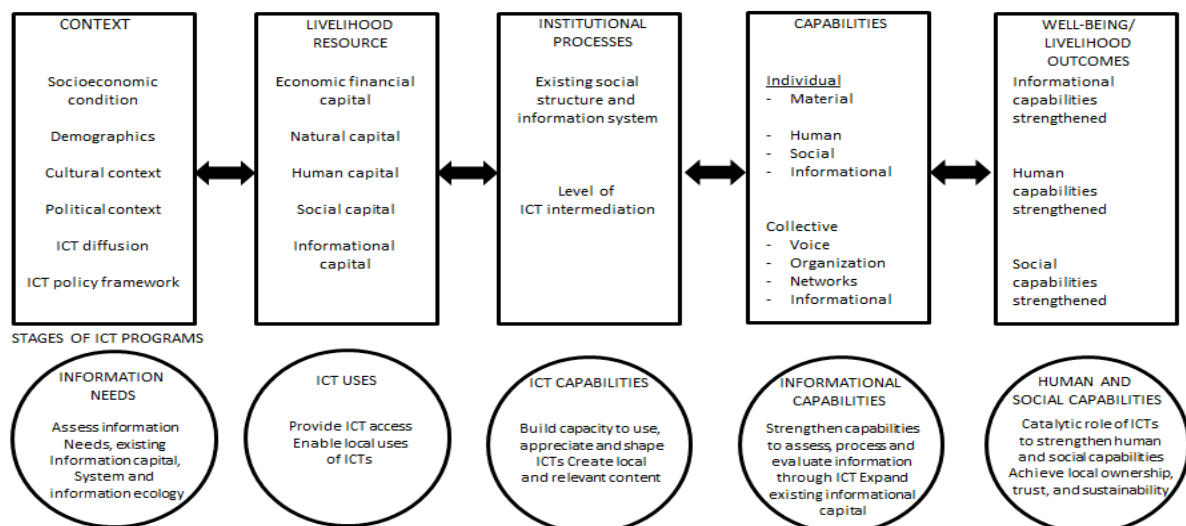 CONTEXT
Socioeconomic
condition
Demographics
Cultural context
Political context
ICT diffusion
ICT policy framework
LIVELIHOOD
RESOURCE
Economic financial
capital
Natural capital
Human capital
Social capital
Informational
capital
INSTITUTIONAL
PROCESSES
Existing social
structure and
information system
Level of
ICT intermediation
CAPABILITIES
Individual
- Material
- Human
- Social
- Informational
Collective
- Voice
- Organization
- Networks
- Informational
WELL-BEING/
LIVELIHOOD
OUTCOMES
Informational
capabilities
strengthened
Human
capabilities
strengthened
Social
capabilities
strengthened
STAGES OF ICT PROGRAMS
INFORMATION
NEEDS
Assess information
Needs, existing
Information capital,
System and
information ecology
ICT USES
Provide ICT access
Enable local uses
of ICTs
ICT CAPABILITIES
Build capacity to use,
appreciate and shape
ICTs Create local
and relevant content
INFORMATIONAL
CAPABILITIES
Strengthen capabilities
to assess, process and
evaluate information
through ICT Expand
existing informational
capital
HUMAN AND
SOCIAL CAPABILITIES
Catalytic role of ICTs
to strengthen human
and social capabilities
Achieve local ownership,
trust, and sustainability